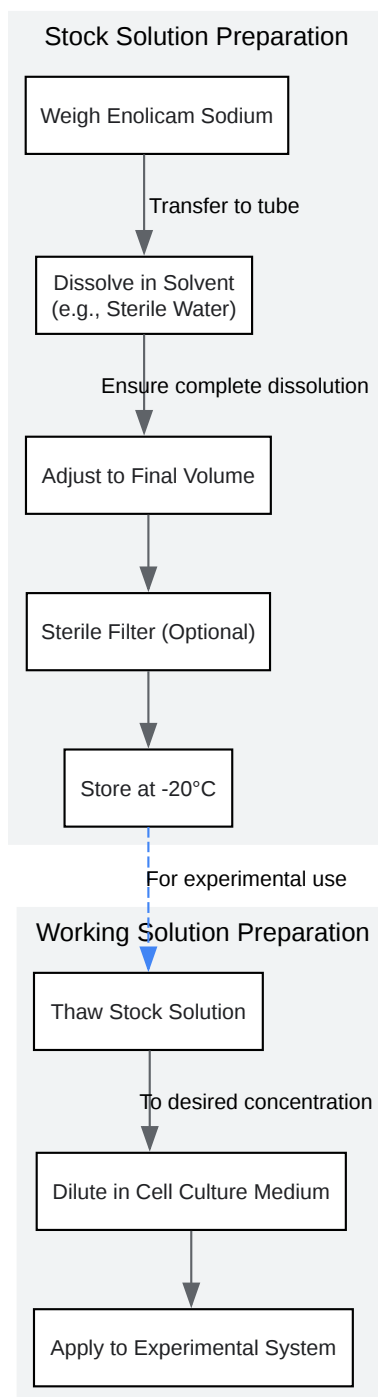 Stock Solution Preparation
Weigh Enolicam Sodium
Transfer to tube
Dissolve in Solvent
(e.g., Sterile Water)
Ensure complete dissolution
Adjust to Final Volume
Sterile Filter (Optional)
Store at -20°C
For experimental use
Working Solution Preparation
Thaw Stock Solution
To desired concentration
Dilute in Cell Culture Medium
Apply to Experimental System